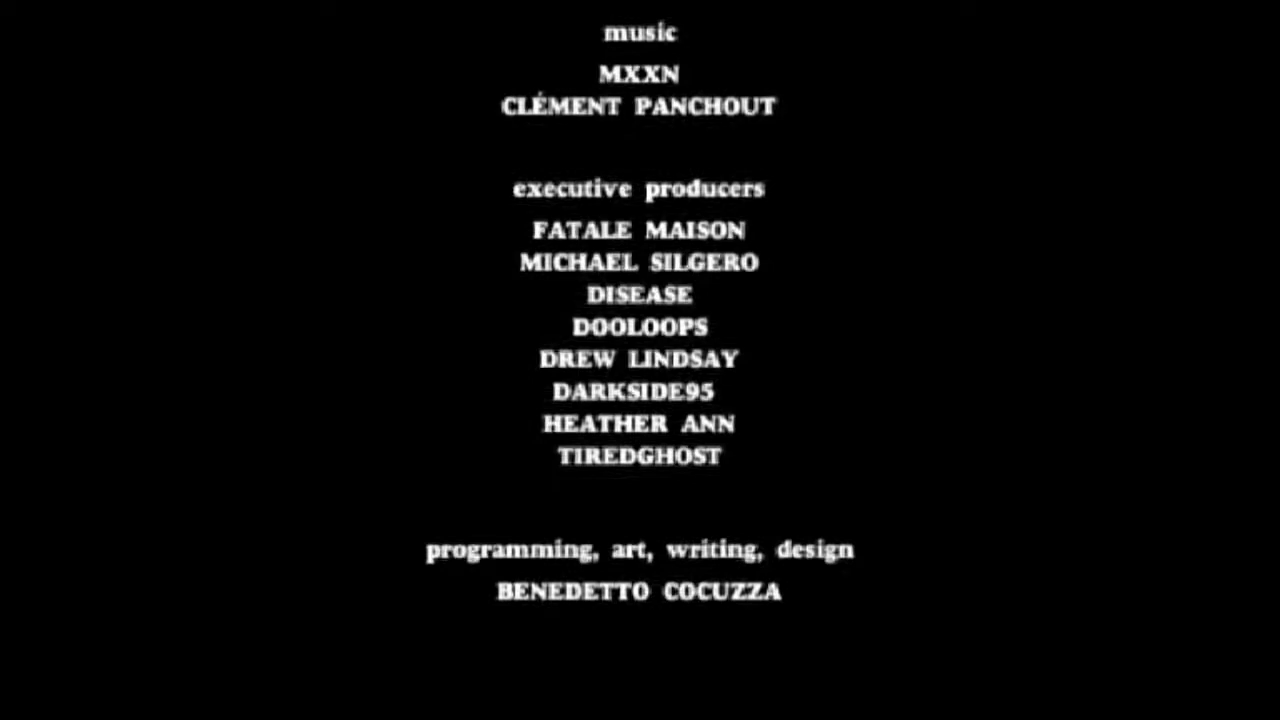 music
MXXN
CLÉMENT PANCHOUT
executive producers
FATALE MAISON
MICHAEL SILGERO
DISEASE
DOOLOOPS
DREW LINDSAY
DARKSIDE95
HEATHER ANN
TIREDGHOST
programming, art, writing, design
BENEDETTO COCUZZA